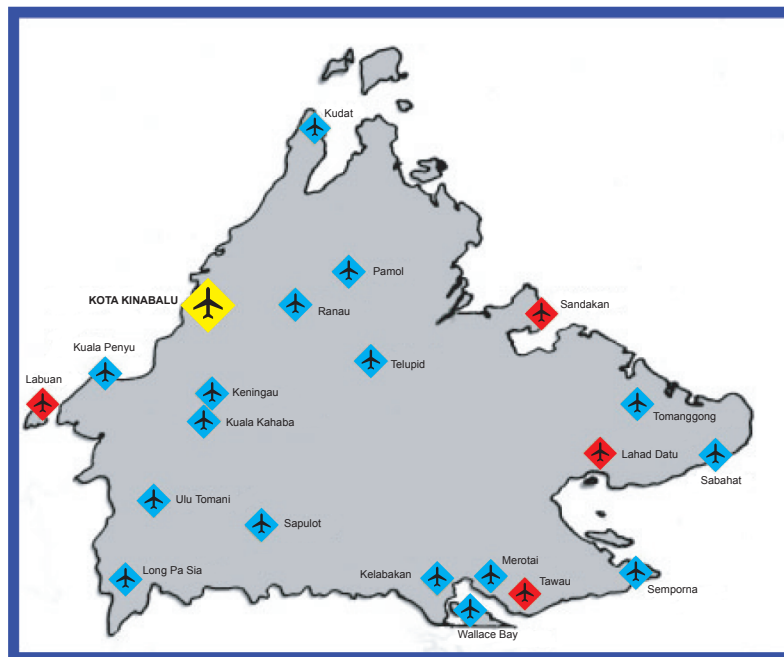 Kudat
Pamol
KOTA KINABALU
Ranau
Sandakan
Kuala Penyu
Telupid
Labuan
Keningau
Tomanggong
Kuala Kahaba
Lahad Datu
Sabahat
Ulu Tomani
Sapulot
Long Pa Sia
Kelabakan
Merotai
Tawau
Semporna
Wallace Bay